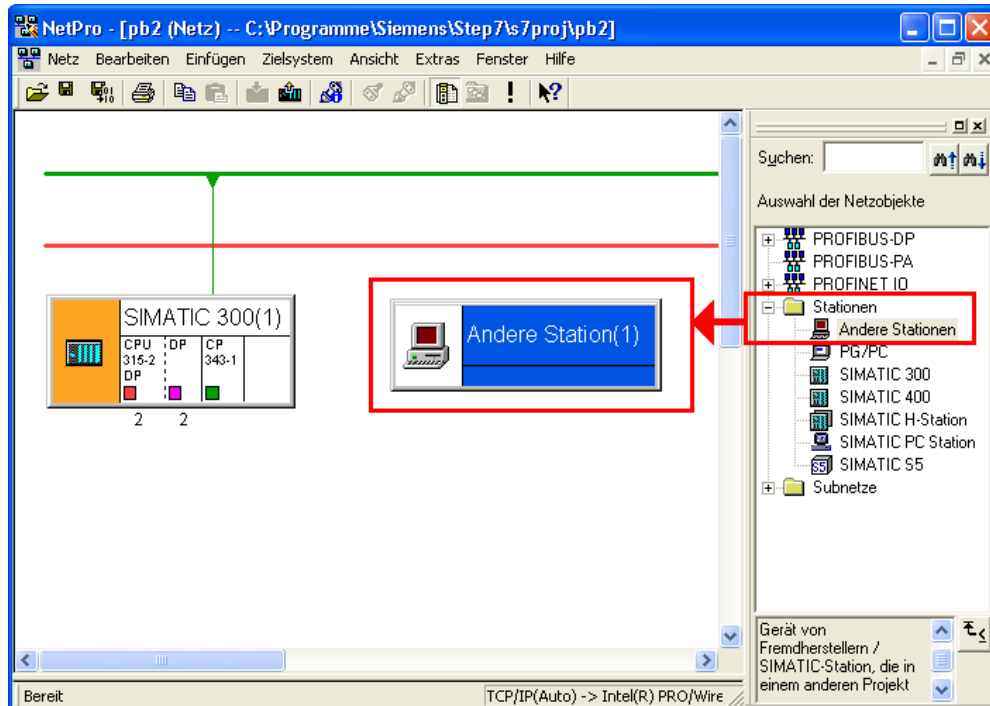 NetPro - [pb2 (Netz) -- C:\Programme\Siemens\Step7\s7proj\pb2]
Netz Bearbeiten Einfügen Zielsystem Ansicht Extras Fenster Hilfe
Suchen:
Auswahl der Netzobjekte
PROFIBUS-DP
PROFIBUS-PA
PROFINET IO
Stationen
Andere Stationen
PG/PC
SIMATIC 300
SIMATIC 400
SIMATIC H-Station
SIMATIC PC Station
S5 SIMATIC S5
Subnetze
SIMATIC 300(1)
CPU 315-2 DP
DP
CP 343-1
2 2
Andere Station(1)
Gerät von
Fremdherstellern /
SIMATIC-Station, die in
einem anderen Projekt
Bereit
TCP/IP(Auto) -> Intel(R) PRO/Wire